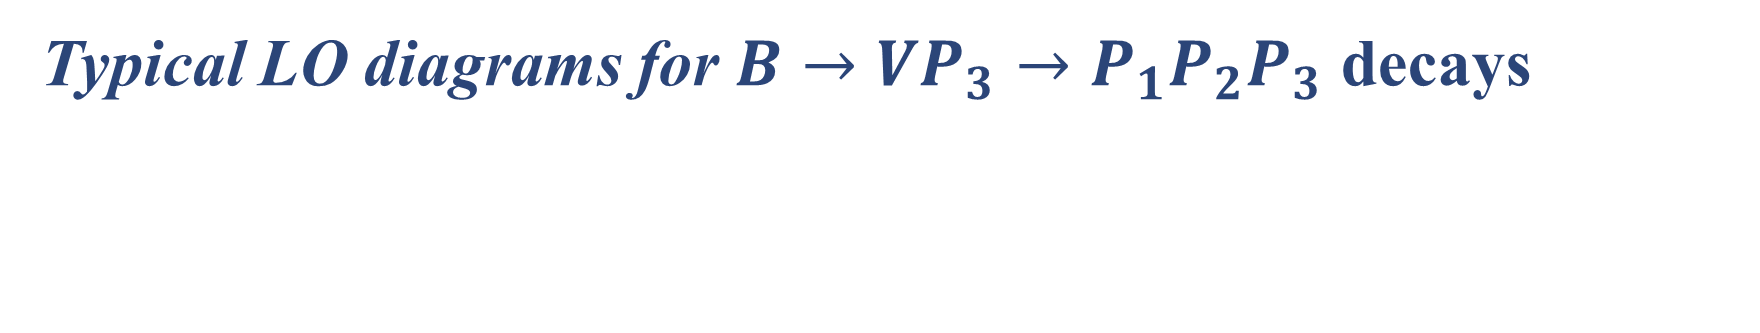 Typical LO diagrams for B → VP₃ → P₁P₂P₃ decays